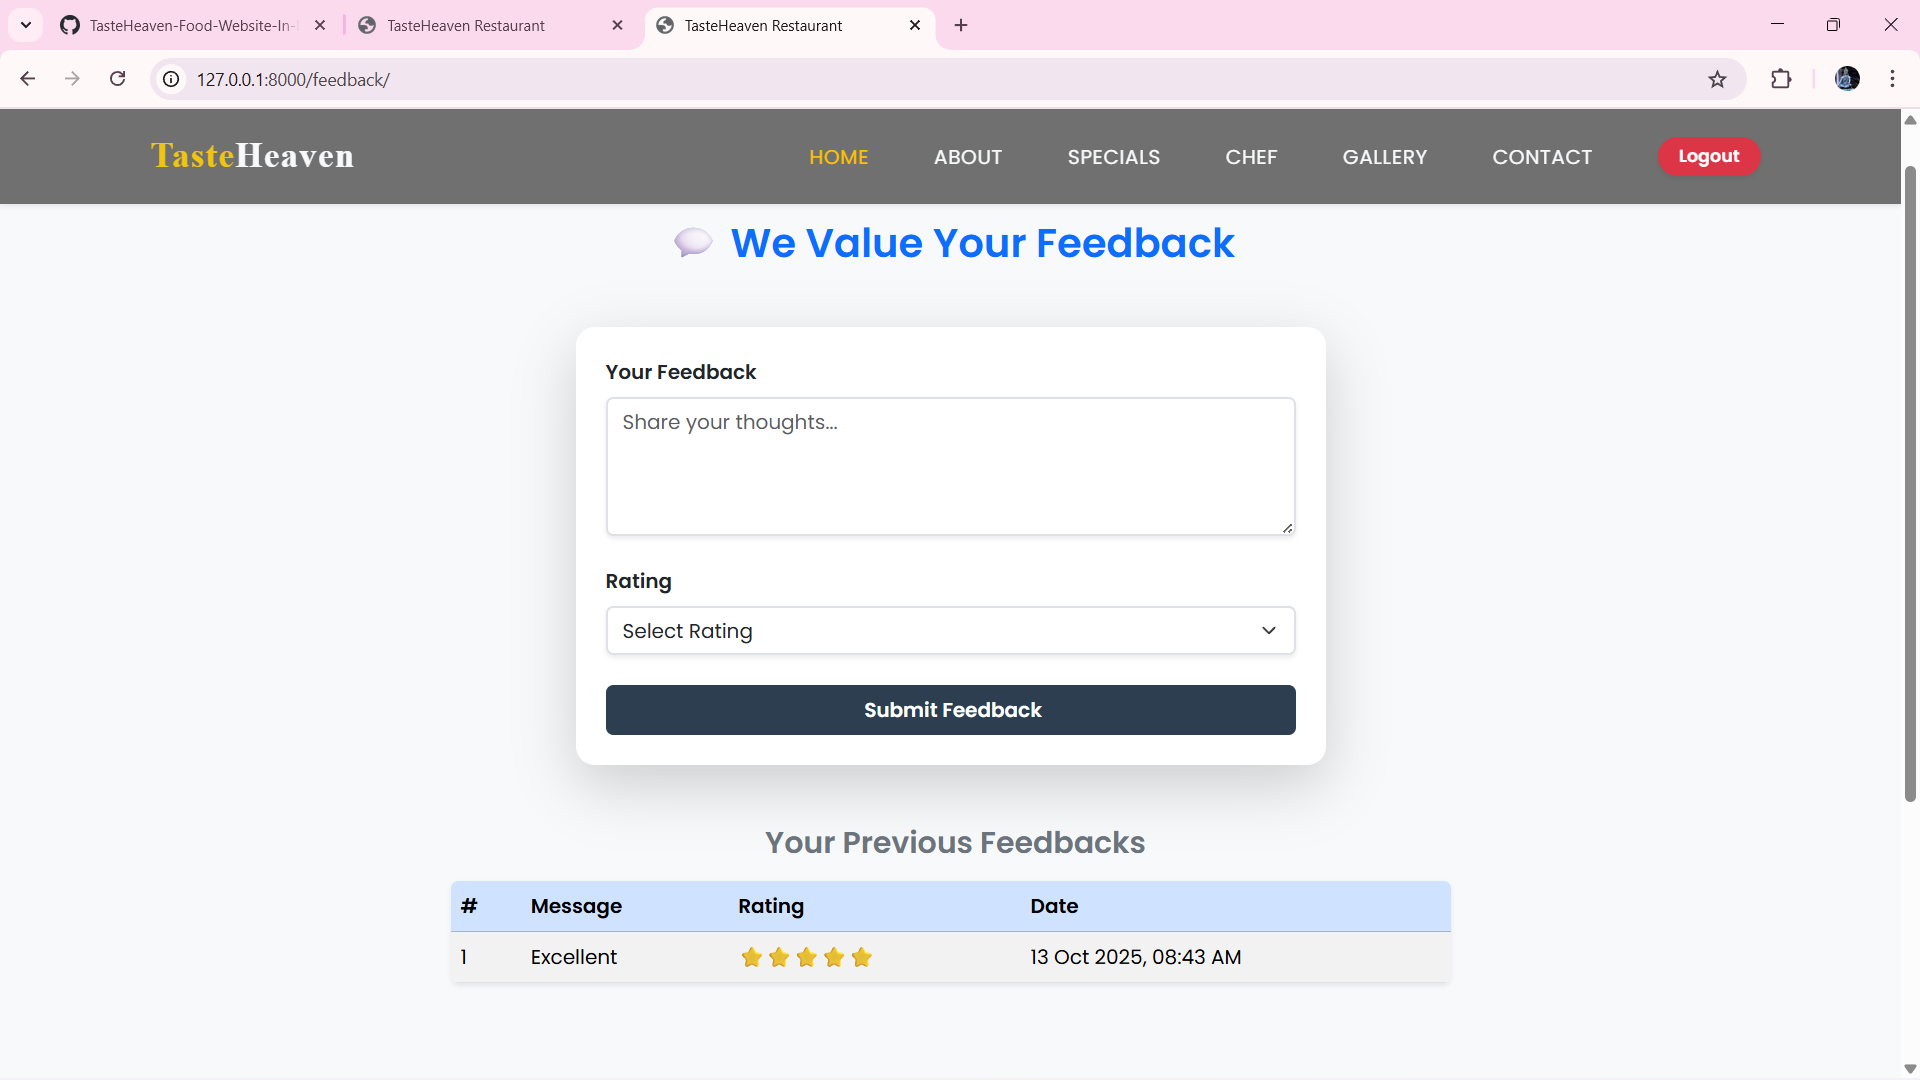 TasteHeaven-Food-Website-In-
TasteHeaven Restaurant
TasteHeaven Restaurant
127.0.0.1:8000/feedback/
TasteHeaven HOME ABOUT SPECIALS CHEF GALLERY CONTACT Logout
We Value Your Feedback
Your Feedback
Share your thoughts...
Rating
Select Rating
Submit Feedback
Your Previous Feedbacks
# Message Rating Date
1 Excellent ⭐⭐⭐⭐⭐ 13 Oct 2025, 08:43 AM